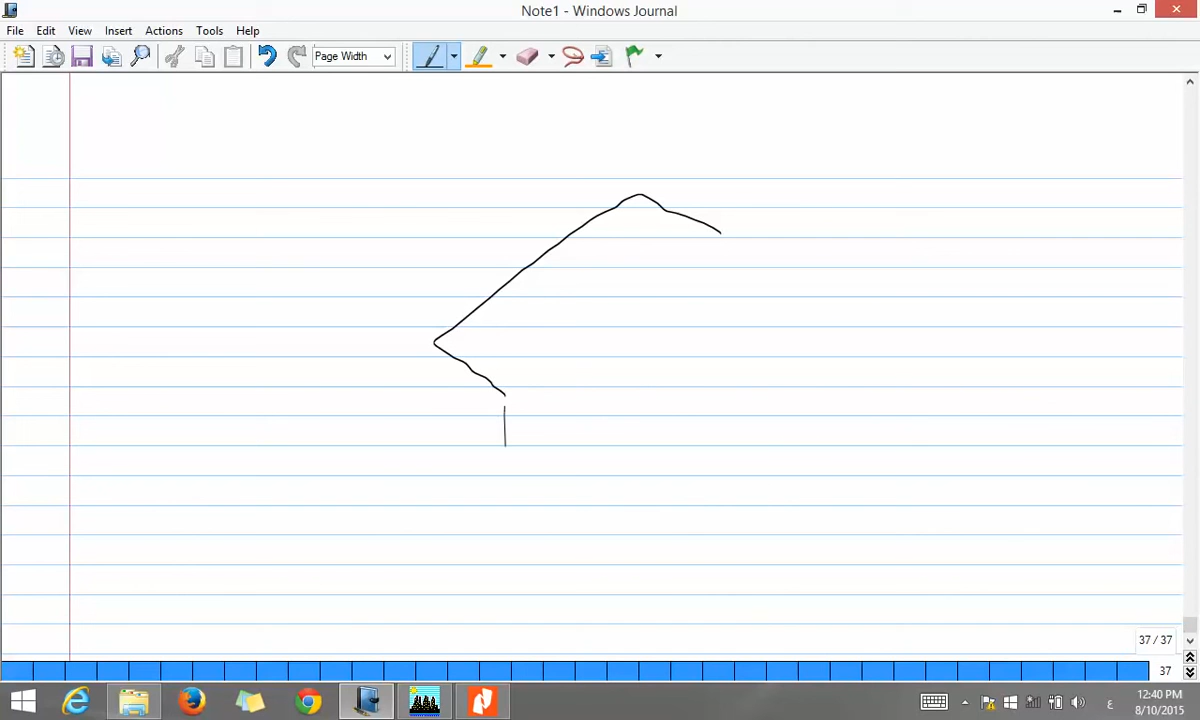 Note1 - Windows Journal
File Edit View Insert Actions Tools Help
Page Width
37 / 37
37
12:40 PM
ع
8/10/2015